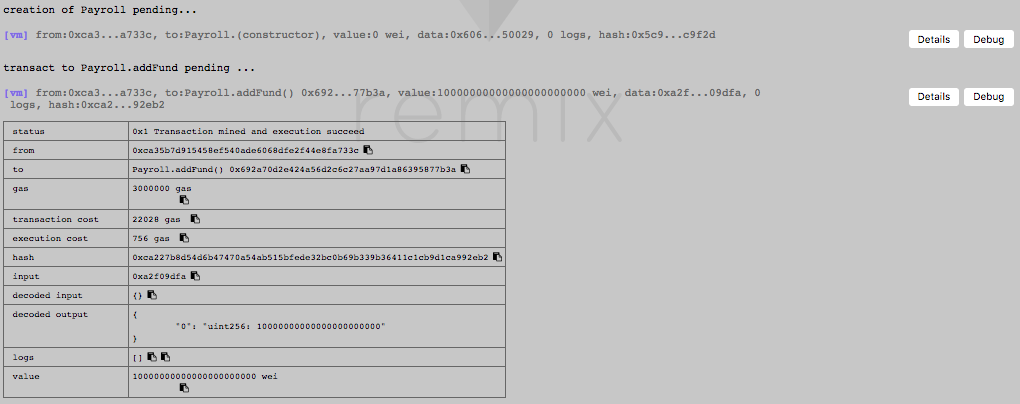 creation of Payroll pending...
[vm] from:0xca3...a733c, to:Payroll.(constructor), value:0 wei, data:0x606...50029, 0 logs, hash:0x5c9...c9f2d
Details Debug
transact to Payroll.addFund pending ...
[vm] from:0xca3...a733c, to:Payroll.addFund() 0x692...77b3a, value:10000000000000000000000 wei, data:0xa2f...09dfa, 0
logs, hash:0xca2...92eb2
Details Debug
remix
status 0x1 Transaction mined and execution succeed
from 0xca35b7d915458ef540ade6068dfe2f44e8fa733c
to Payroll.addFund() 0x692a70d2e424a56d2c6c27aa97d1a86395877b3a
gas 3000000 gas
transaction cost 22028 gas
execution cost 756 gas
hash 0xca227b8d54d6b47470a54ab515bfede32bc0b69b339b36411c1cb9d1ca992eb2
input 0xa2f09dfa
decoded input {}
decoded output {
"0": "uint256: 10000000000000000000000"
}
logs []
value 10000000000000000000000 wei